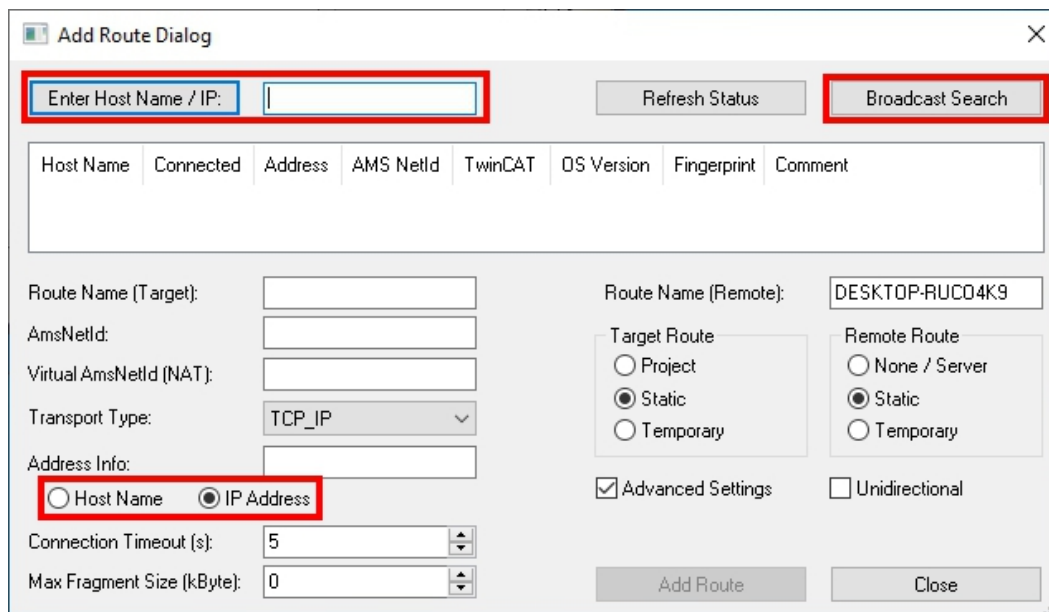 Add Route Dialog
Enter Host Name / IP: Refresh Status Broadcast Search
Host Name Connected Address AMS NetId TwinCAT OS Version Fingerprint Comment
Route Name (Target): Route Name (Remote): DESKTOP-RUCO4K9
AmsNetId: Target Route Remote Route
Project None / Server
Virtual AmsNetId (NAT):
Static Static
Transport Type: TCP_IP
Temporary Temporary
Address Info:
Host Name IP Address Advanced Settings Unidirectional
Connection Timeout (s): 5
Max Fragment Size (kByte): 0 Add Route Close